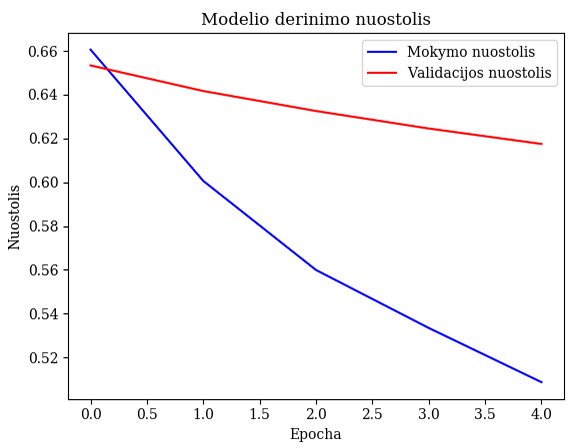 Modelio derinimo nuostolis
Mokymo nuostolis
Validacijos nuostolis
Nuostolis
0.66
0.64
0.62
0.60
0.58
0.56
0.54
0.52
0.0 0.5 1.0 1.5 2.0 2.5 3.0 3.5 4.0
Epocha